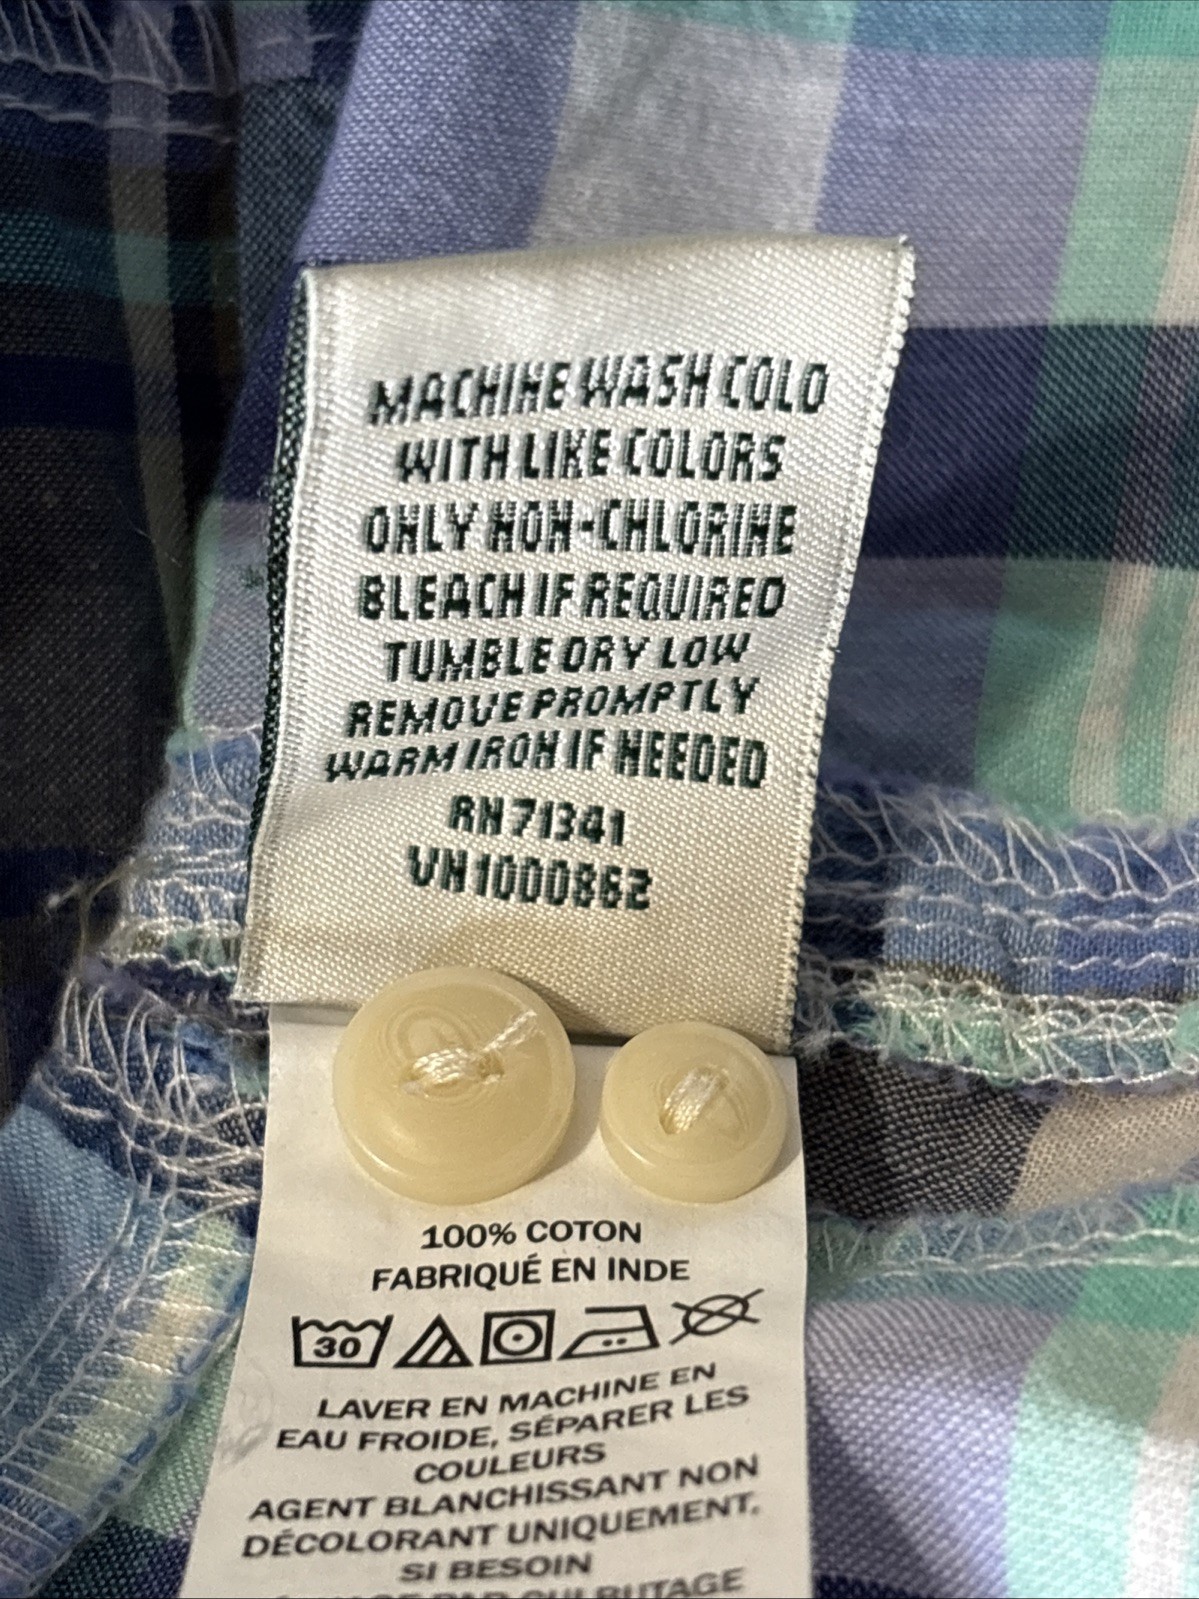 MACHINE WASH COLD
WITH LIKE COLORS
ONLY NON-CHLORINE
BLEACH IF REQUIRED
TUMBLE DRY LOW
REMOVE PROMPTLY
WARM IRON IF NEEDED
RN 71341
VN1000862
100% COTON
FABRIQUÉ EN INDE
30
LAVER EN MACHINE EN
EAU FROIDE, SÉPARER LES
COULEURS
AGENT BLANCHISSANT NON
DÉCOLORANT UNIQUEMENT,
SI BESOIN
PAR CULBUTAGE